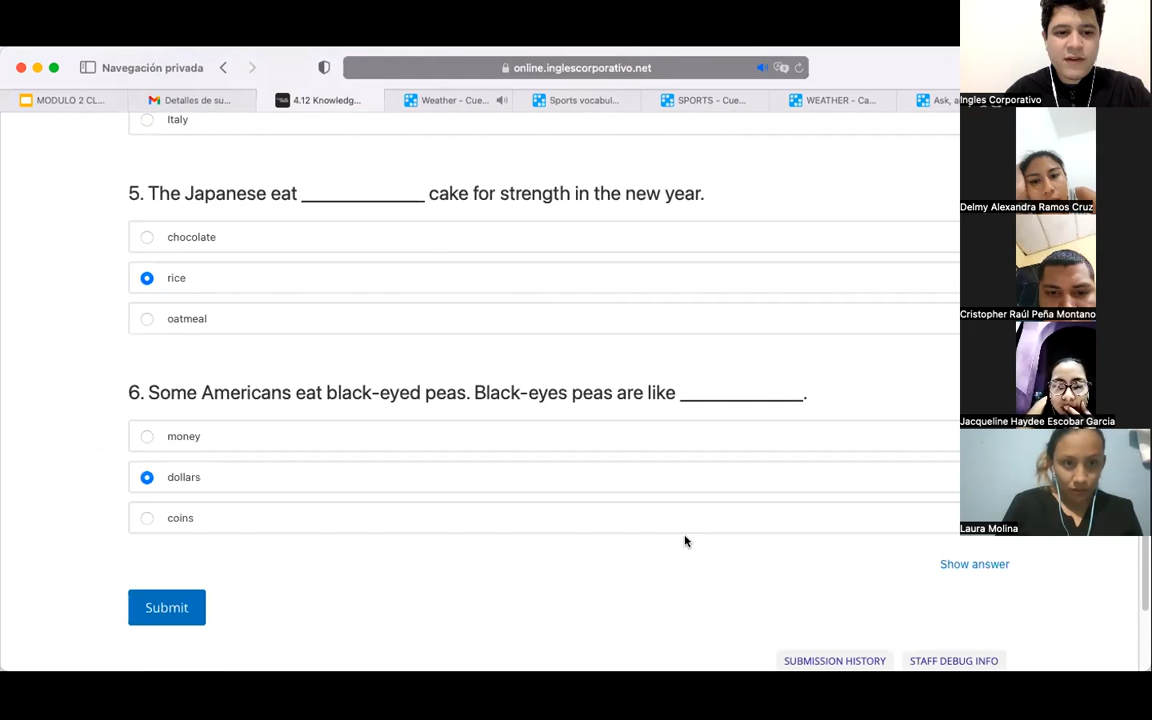 Navegación privada
online.inglescorporativo.net
MODULO 2 CL...
Detalles de su...
4.12 Knowledg...
Weather - Cue...
Sports vocabul...
SPORTS - Cue...
WEATHER - Ca...
Ask, a
Italy
5. The Japanese eat ____________ cake for strength in the new year.
chocolate
rice
oatmeal
6. Some Americans eat black-eyed peas. Black-eyes peas are like ____________.
money
dollars
coins
Show answer
Submit
SUBMISSION HISTORY
STAFF DEBUG INFO
Ingles Corporativo
Delmy Alexandra Ramos Cruz
Cristopher Raúl Peña Montano
Jacqueline Haydee Escobar Garcia
Laura Molina